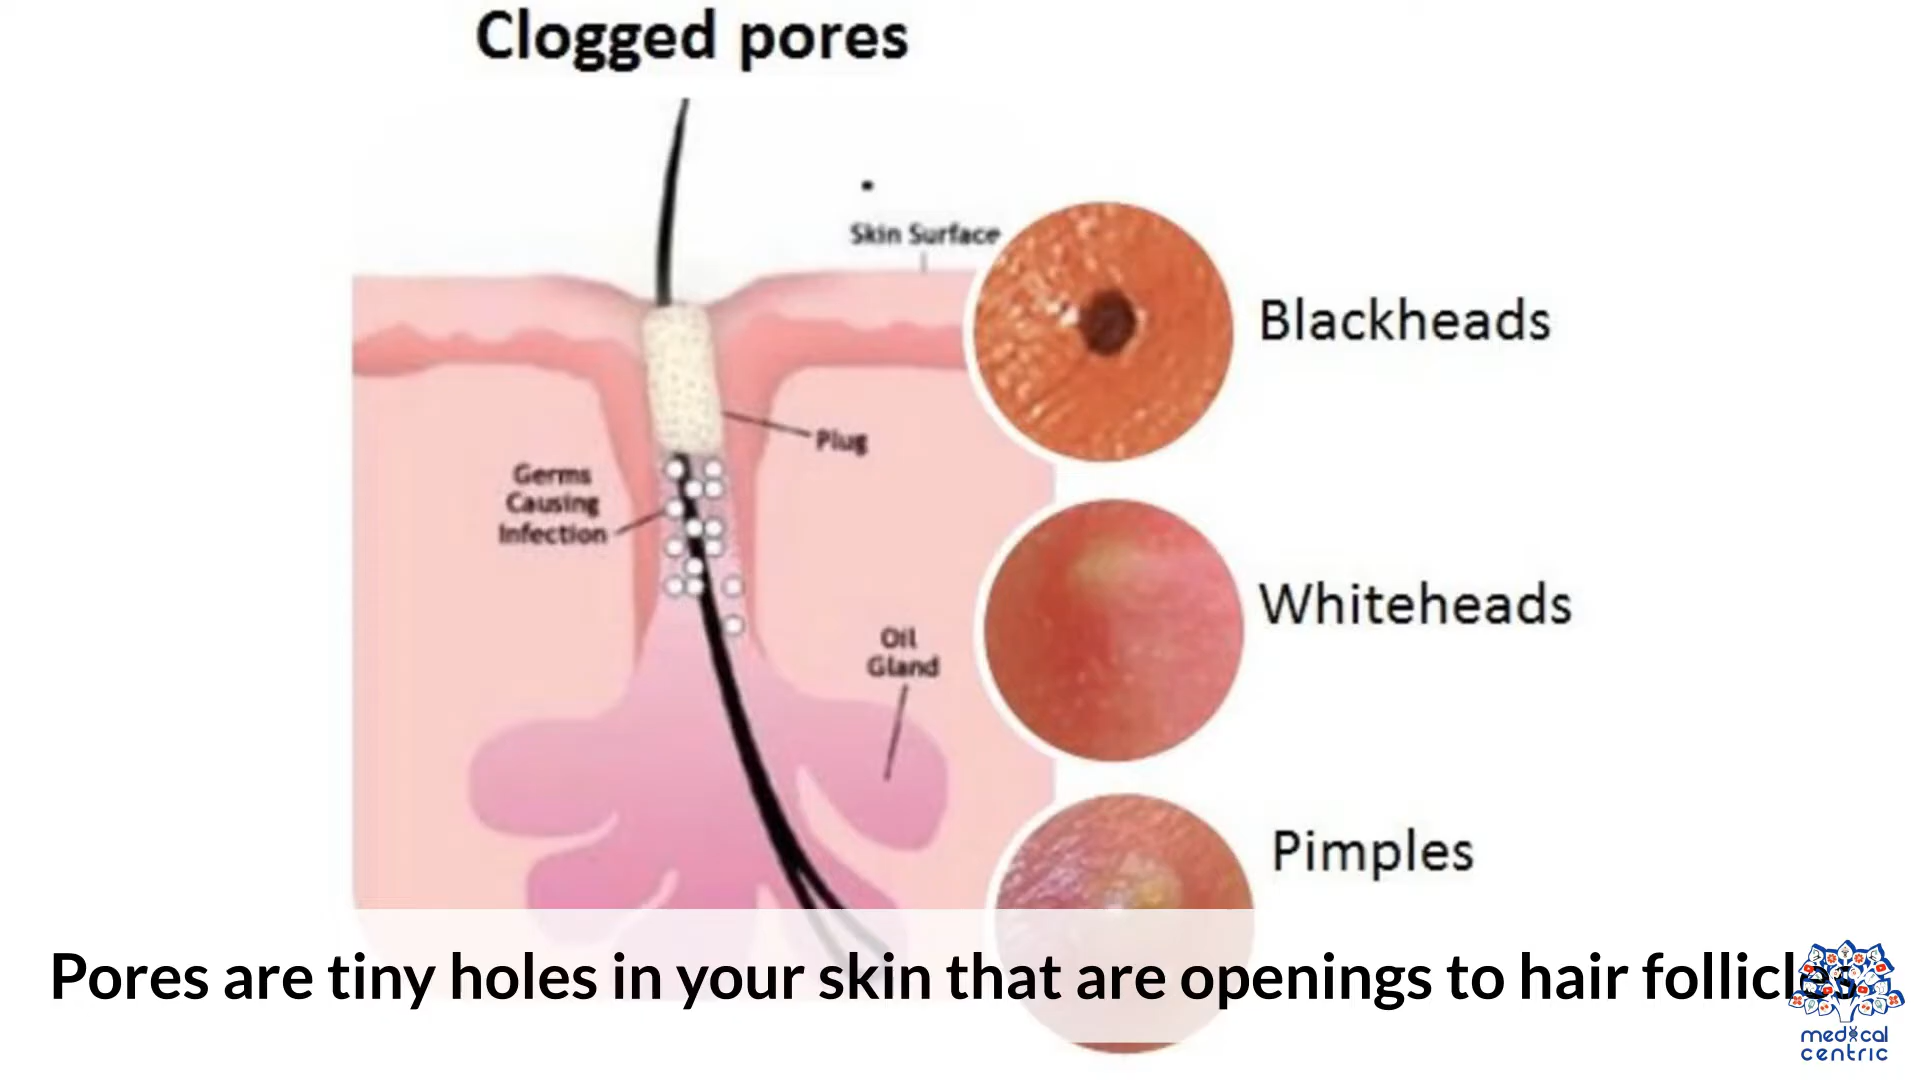 Clogged pores
Skin Surface
Blackheads
Plug
Germs
Causing
Infection
Whiteheads
Oil
Gland
Pimples
Pores are tiny holes in your skin that are openings to hair follicles
medical
centric